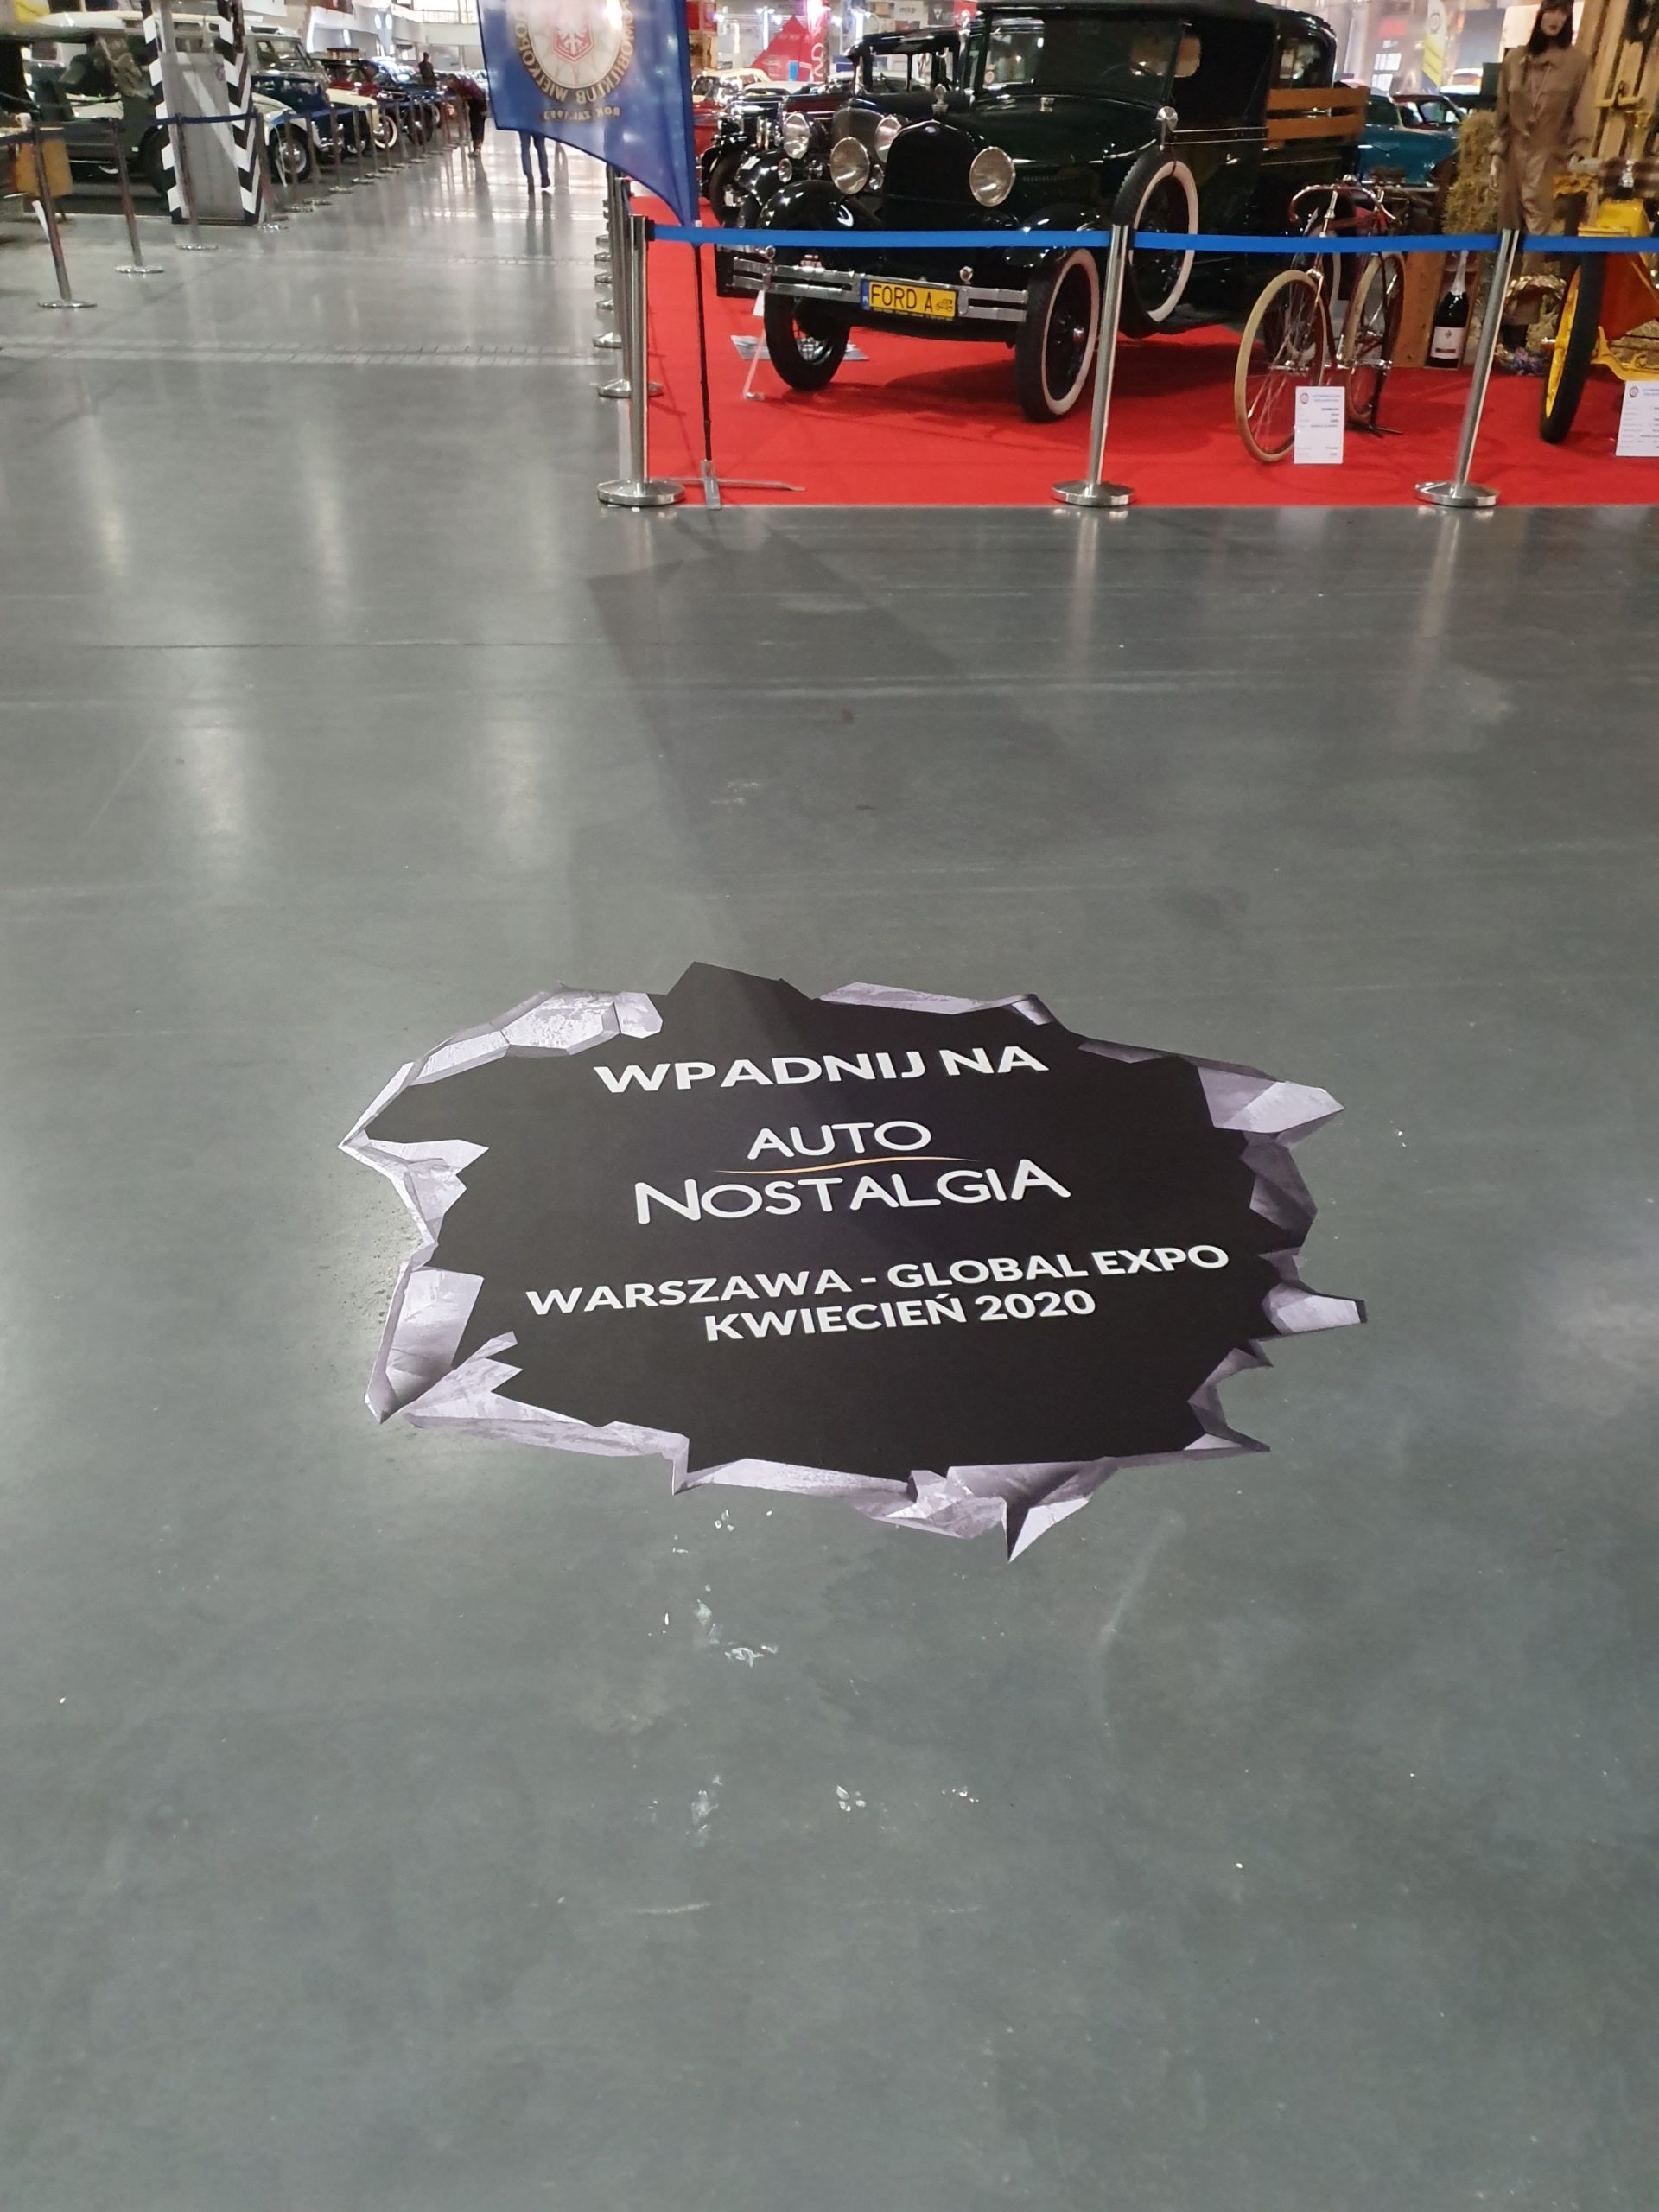 FORD A
WPADNIJ NA
AUTO
NOSTALGIA
WARSZAWA - GLOBAL EXPO
KWIECIEŃ 2020